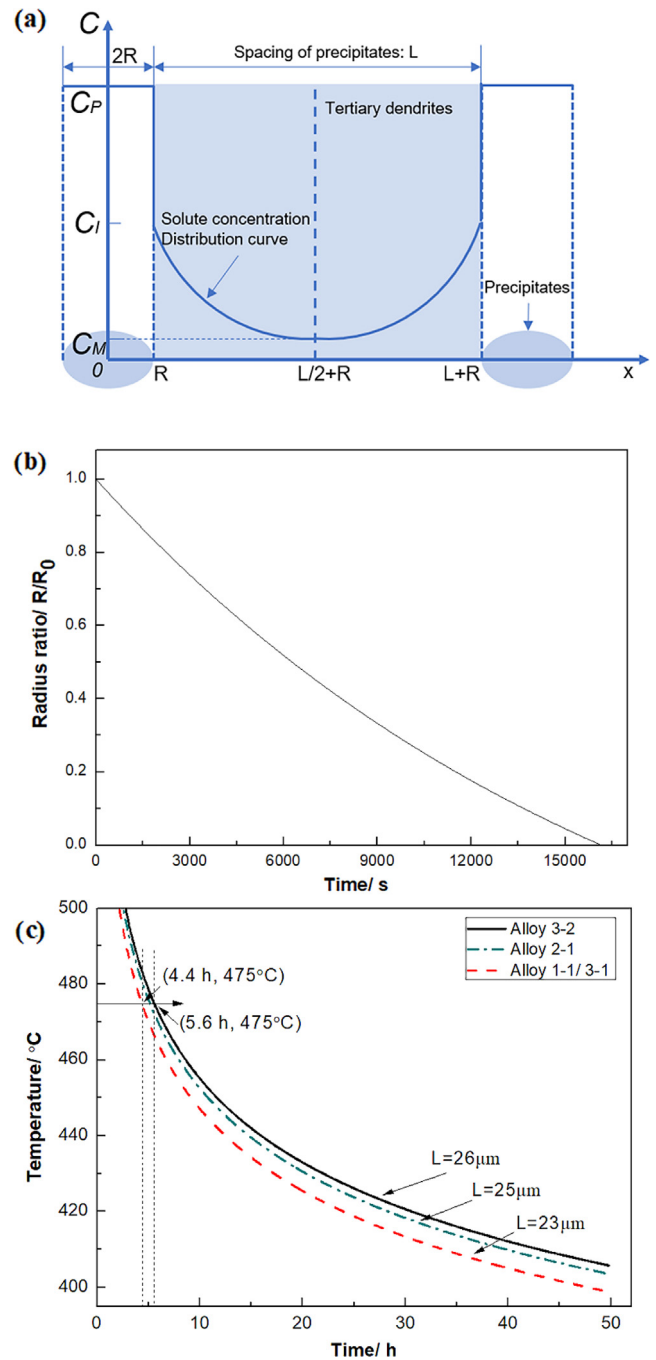 (a)
C
2R
Spacing of precipitates: L
C_P
Tertiary dendrites
C_I
Solute concentration
Distribution curve
Precipitates
C_M
0
R
L/2+R
L+R
x
(b)
1.0
0.8
0.6
0.4
0.2
0.0
Radius ratio/ R/R₀
0 3000 6000 9000 12000 15000
Time/ s
(c)
500
480
460
440
420
400
Temperature/ °C
Alloy 3-2
Alloy 2-1
Alloy 1-1/ 3-1
(4.4 h, 475°C)
(5.6 h, 475°C)
L=26μm
L=25μm
L=23μm
0 10 20 30 40 50
Time/ h